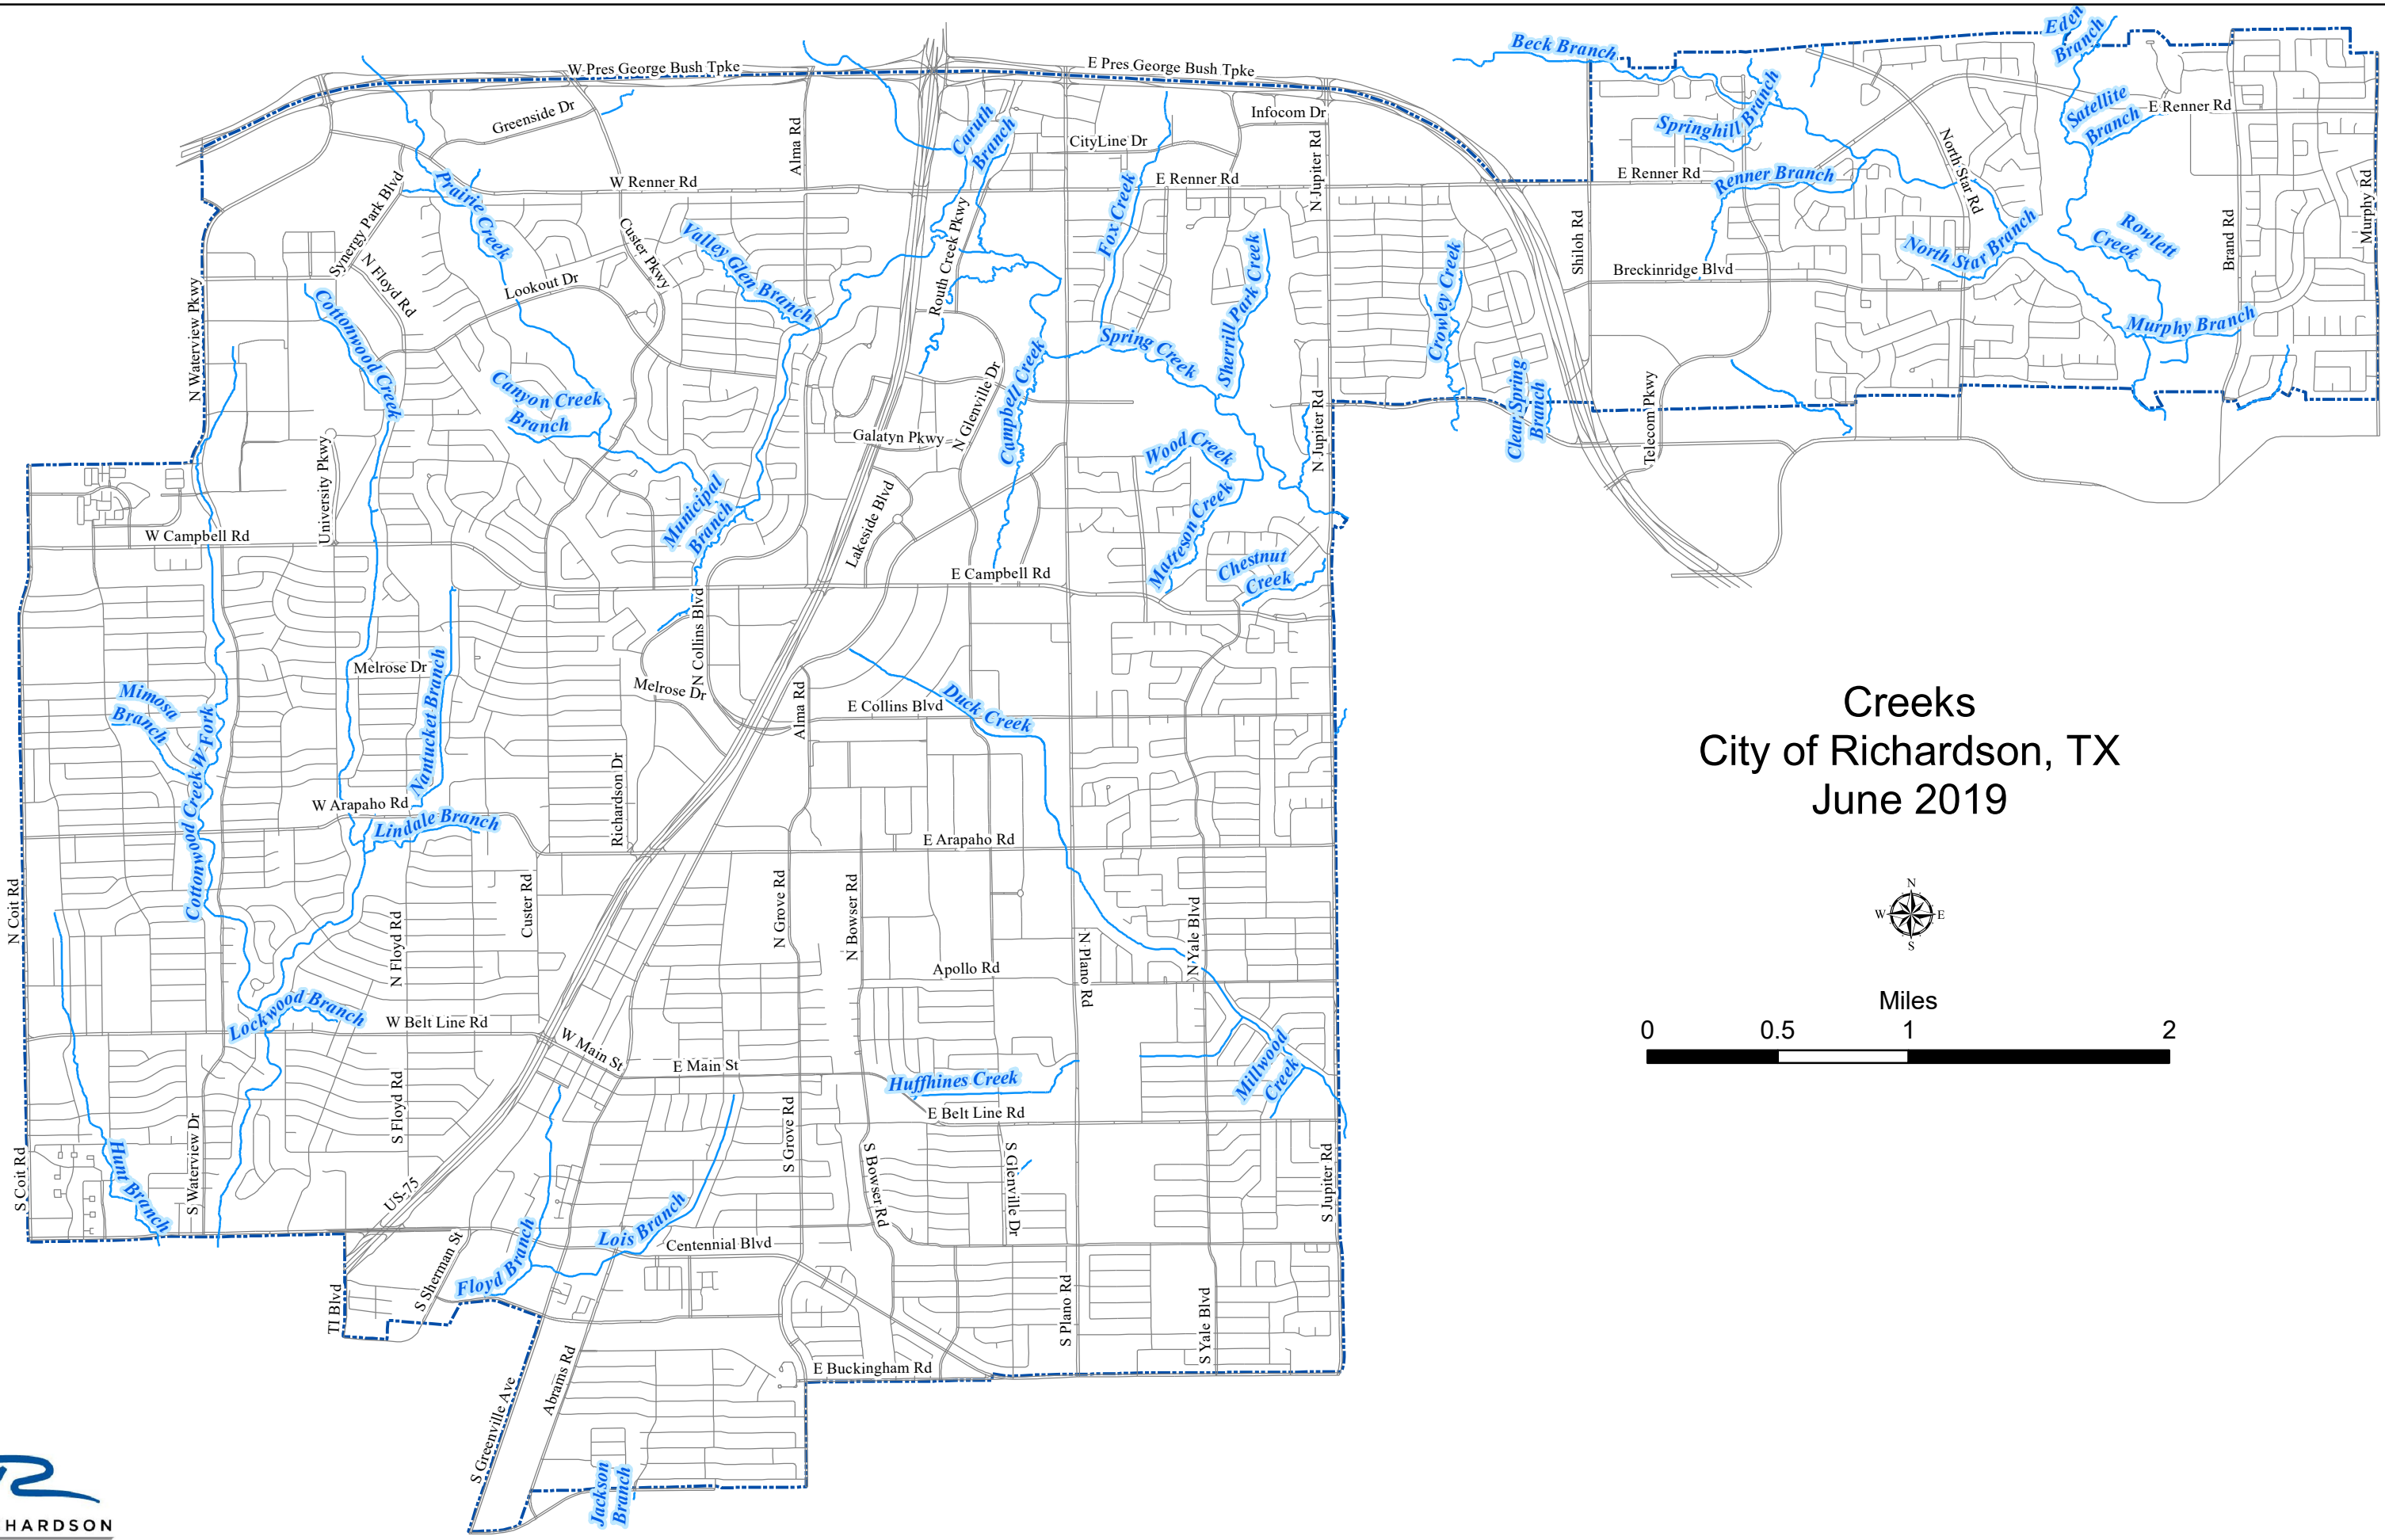 Beck Branch
Eden
Branch
W Pres George Bush Tpke
E Pres George Bush Tpke
Greenside Dr
Caruth
Branch
Infocom Dr
Springhill Branch
Satellite
Branch
E Renner Rd
Alma Rd
CityLine Dr
N Jupiter Rd
North Star Rd
Prairie Creek
W Renner Rd
E Renner Rd
E Renner Rd
Renner Branch
Murphy Rd
Synergy Park Blvd
Custer Pkwy
Valley Glen Branch
South Creek Pkwy
Fox Creek
Sherrill Park Creek
Crowley Creek
Shiloh Rd
North Star Branch
Rowlett
Creek
Brand Rd
N Floyd Rd
Lookout Dr
Breckinridge Blvd
N Waterview Pkwy
Cottonwood Creek
Murphy Branch
Canyon Creek
Branch
N Glenville Dr
Campbell Creek
Spring Creek
Clear Spring
Branch
N Jupiter Rd
Telecom Pkwy
University Pkwy
Galatyn Pkwy
Wood Creek
Municipal
Branch
Lakeside Blvd
Matteson Creek
W Campbell Rd
Chestnut
Creek
E Campbell Rd
N Collins Blvd
Melrose Dr
Nantucket Branch
Melrose Dr
Mimosa
Branch
Alma Rd
E Collins Blvd
Duck Creek
Creeks
City of Richardson, TX
June 2019
Cottonwood Creek W Fork
Richardson Dr
W Arapaho Rd
Lindale Branch
E Arapaho Rd
N
W
E
S
N Coit Rd
Custer Rd
N Grove Rd
N Bowser Rd
N Yale Blvd
N Floyd Rd
Apollo Rd
N Plano Rd
Miles
0
0.5
1
2
Lockwood Branch
W Belt Line Rd
W Main St
E Main St
Huffhines Creek
Millwood
Creek
E Belt Line Rd
S Floyd Rd
S Grove Rd
S Coit Rd
Hunt Branch
S Waterview Dr
US-75
S Bowser Rd
S Glenville Dr
S Jupiter Rd
Lois Branch
Centennial Blvd
Floyd Branch
S Sherman St
TI Blvd
S Plano Rd
S Yale Blvd
E Buckingham Rd
Abrams Rd
S Greenville Ave
Jackson
Branch
HARDSON